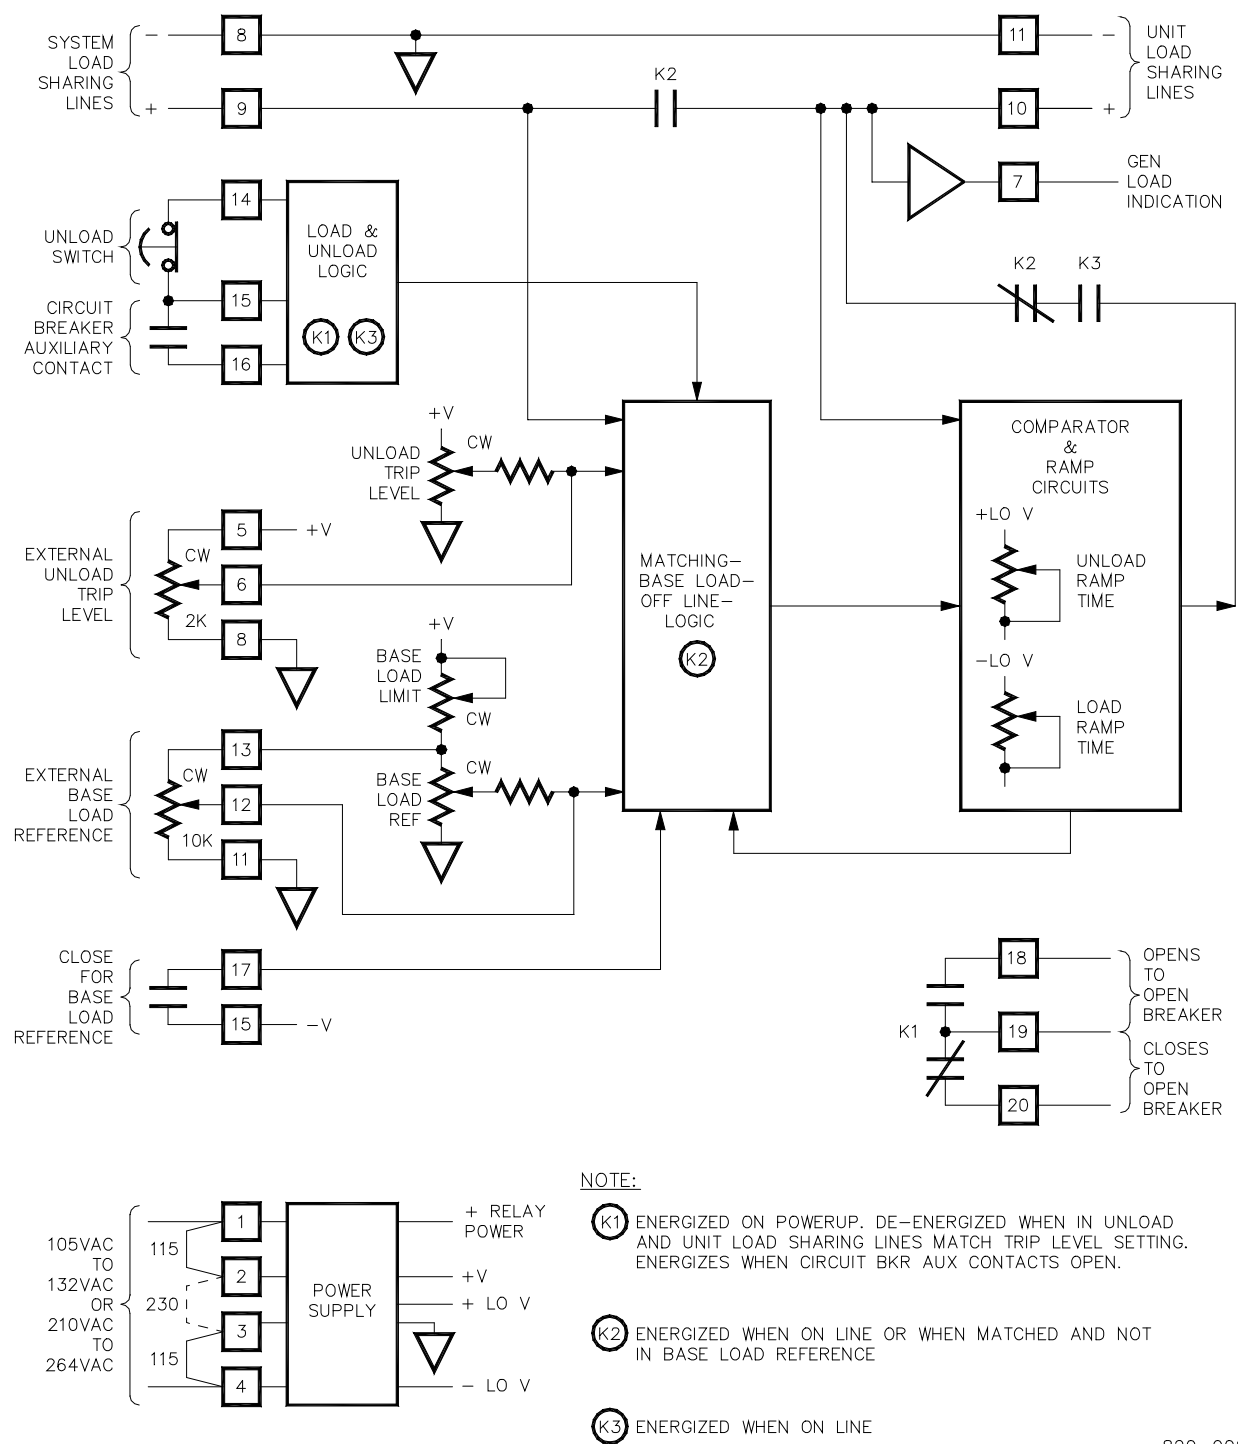 SYSTEM
LOAD
SHARING
LINES
−
+
8
9
K2
11
10
−
+
UNIT
LOAD
SHARING
LINES
7
GEN
LOAD
INDICATION
UNLOAD
SWITCH
CIRCUIT
BREAKER
AUXILIARY
CONTACT
14
15
16
LOAD &
UNLOAD
LOGIC
K1 K3
K2 K3
+V
CW
UNLOAD
TRIP
LEVEL
EXTERNAL
UNLOAD
TRIP
LEVEL
CW
2K
5
6
8
+V
+V
BASE
LOAD
LIMIT
CW
CW
BASE
LOAD
REF
EXTERNAL
BASE
LOAD
REFERENCE
CW
10K
13
12
11
CLOSE
FOR
BASE
LOAD
REFERENCE
17
15
−V
MATCHING−
BASE LOAD−
OFF LINE−
LOGIC
K2
COMPARATOR
&
RAMP
CIRCUITS
+LO V
UNLOAD
RAMP
TIME
−LO V
LOAD
RAMP
TIME
K1
18
19
20
OPENS
TO
OPEN
BREAKER
CLOSES
TO
OPEN
BREAKER
105VAC
TO
132VAC
OR
210VAC
TO
264VAC
115
230
115
1
2
3
4
POWER
SUPPLY
+ RELAY
POWER
+V
+ LO V
− LO V
NOTE:
K1 ENERGIZED ON POWERUP. DE−ENERGIZED WHEN IN UNLOAD
AND UNIT LOAD SHARING LINES MATCH TRIP LEVEL SETTING.
ENERGIZES WHEN CIRCUIT BKR AUX CONTACTS OPEN.
K2 ENERGIZED WHEN ON LINE OR WHEN MATCHED AND NOT
IN BASE LOAD REFERENCE
K3 ENERGIZED WHEN ON LINE